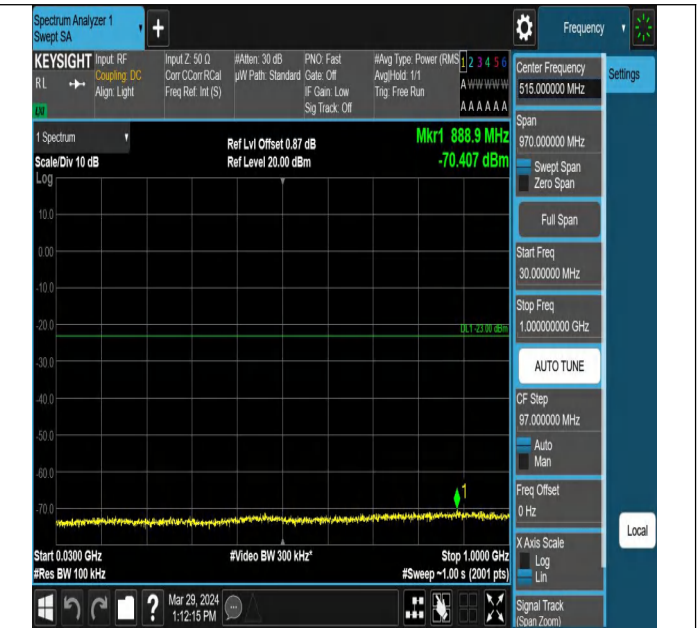 Spectrum Analyzer 1
Swept SA
+
Frequency
KEYSIGHT
RL
LXI
Input: RF
Coupling: DC
Align: Light
Input Z: 50 Ω
Corr CCorr RCal
Freq Ref: Int (S)
#Atten: 30 dB
µW Path: Standard
PNO: Fast
Gate: Off
IF Gain: Low
Sig Track: Off
#Avg Type: Power (RMS
Avg|Hold: 1/1
Trig: Free Run
1 2 3 4 5 6
A W W W W W
A A A A A A
1 Spectrum
Scale/Div 10 dB
Log
Ref Lvl Offset 0.87 dB
Ref Level 20.00 dBm
Mkr1 888.9 MHz
-70.407 dBm
10.0
0.00
-10.0
-20.0
DL1 -23.00 dBm
-30.0
-40.0
-50.0
-60.0
1
-70.0
Start 0.0300 GHz
#Video BW 300 kHz*
Stop 1.0000 GHz
#Res BW 100 kHz
#Sweep ~1.00 s (2001 pts)
?
Mar 29, 2024
1:12:15 PM
Center Frequency
515.000000 MHz
Settings
Span
970.000000 MHz
Swept Span
Zero Span
Full Span
Start Freq
30.000000 MHz
Stop Freq
1.000000000 GHz
AUTO TUNE
CF Step
97.000000 MHz
Auto
Man
Freq Offset
0 Hz
Local
X Axis Scale
Log
Lin
Signal Track
(Span Zoom)